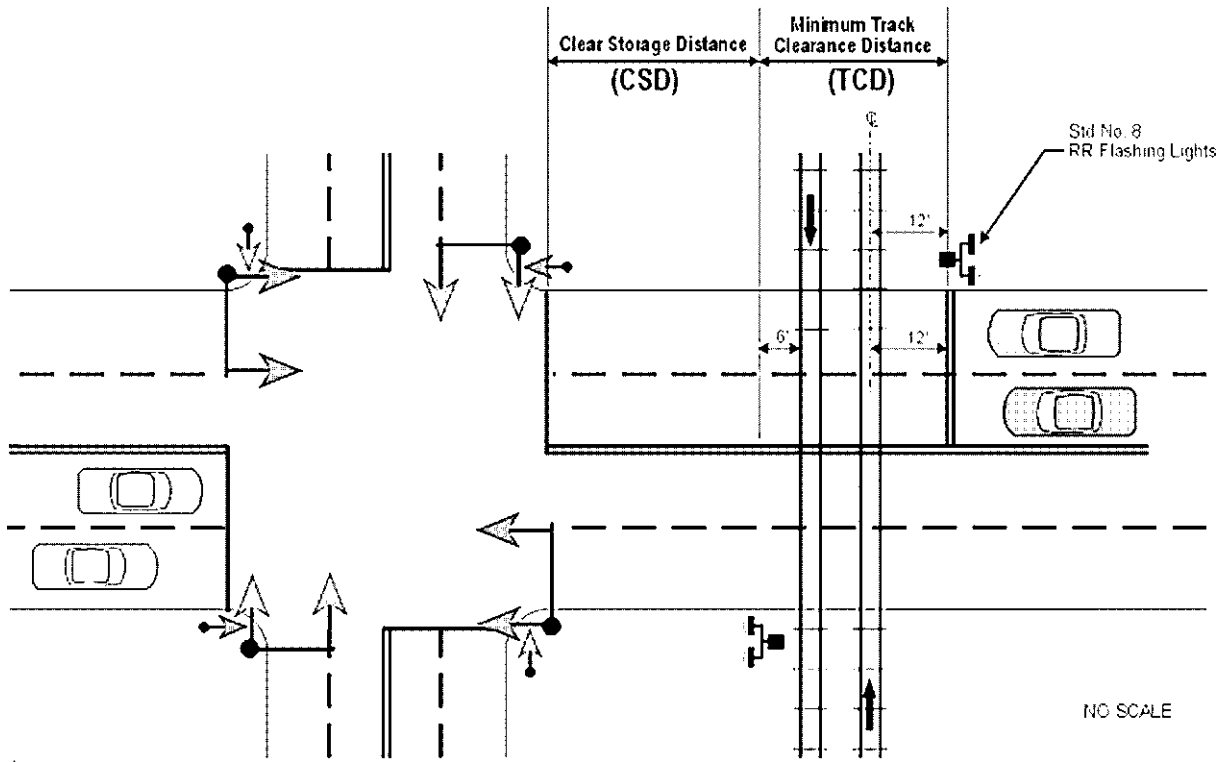 Minimum Track
Clear Storage Distance Clearance Distance
(CSD) (TCD)
℄
Std No. 8
RR Flashing Lights
12'
6' 12'
NO SCALE